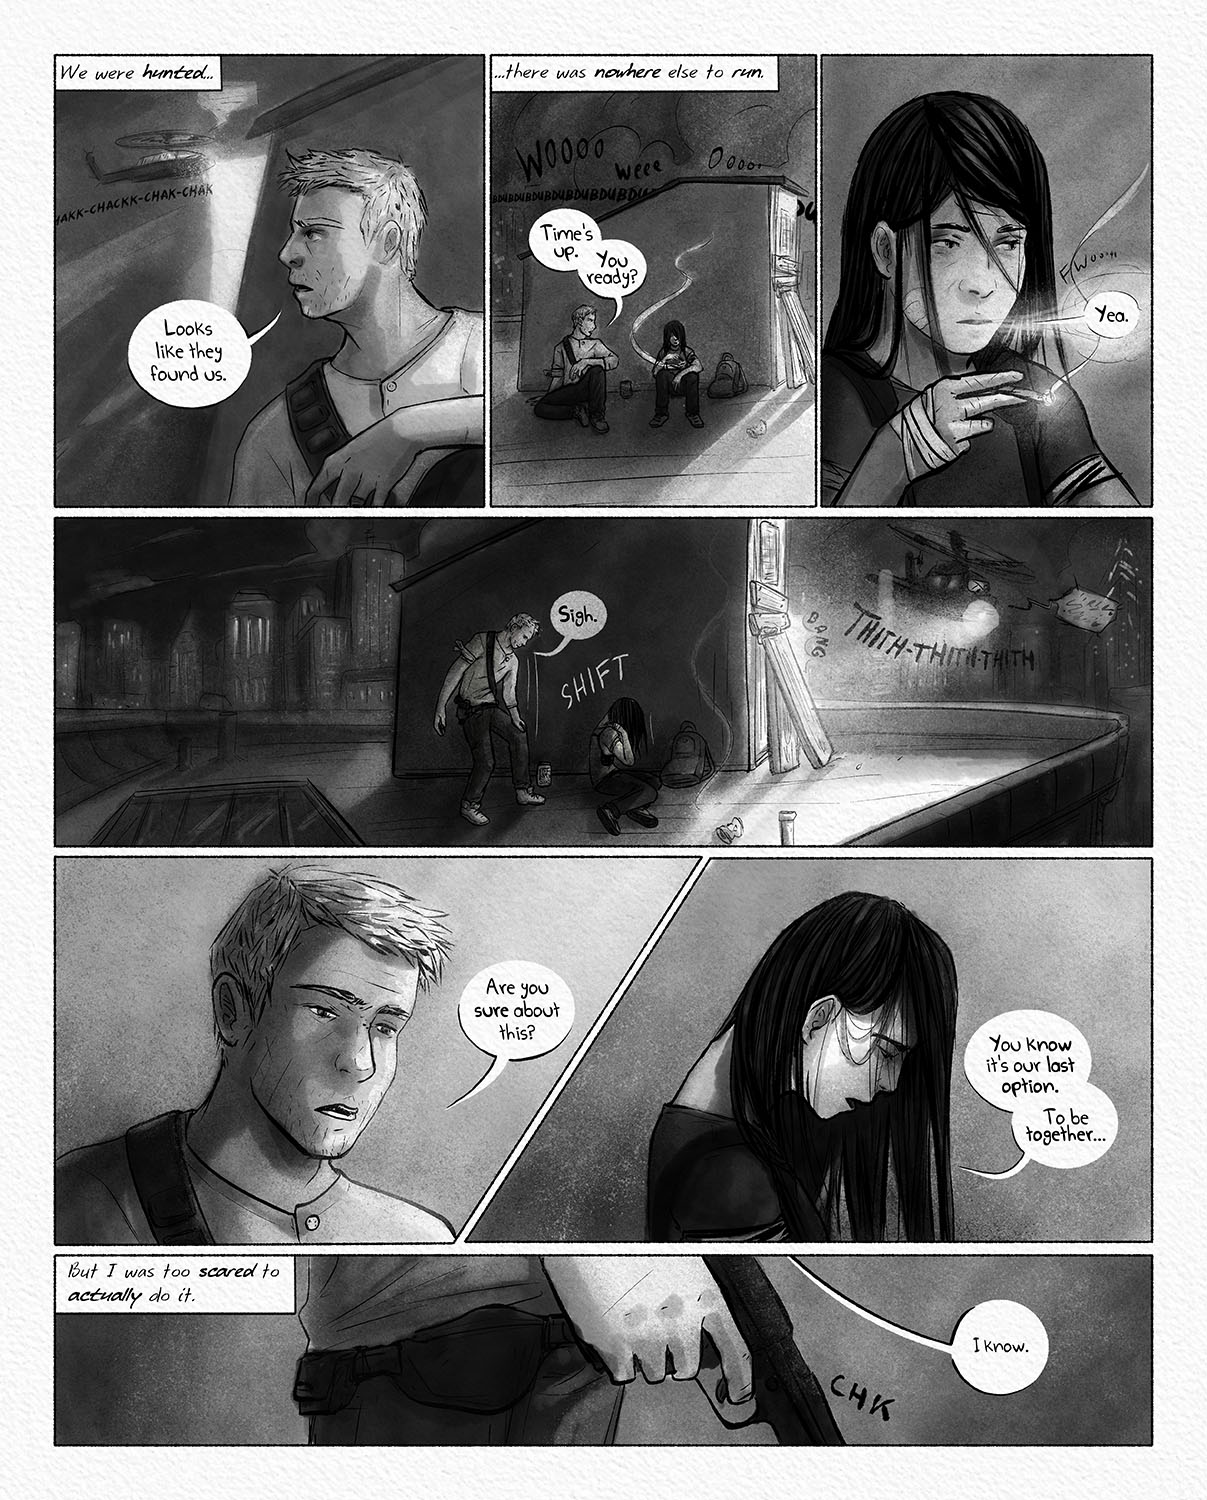 We were hunted...
HAKK-CHACKK-CHAK-CHAK
Looks
like they
found us.
...there was nowhere else to run.
WOOOO
weee
Oooo..
BDUBDUBDUBDUBDUBDUBDU
Time's
up.
You
ready?
FWOOH
Yea.
Sigh.
SHIFT
BANG
THITH-THITH-THITH
Are you
sure about
this?
You know
it's our last
option.
To be
together...
But I was too scared to
actually do it.
I know.
CHK